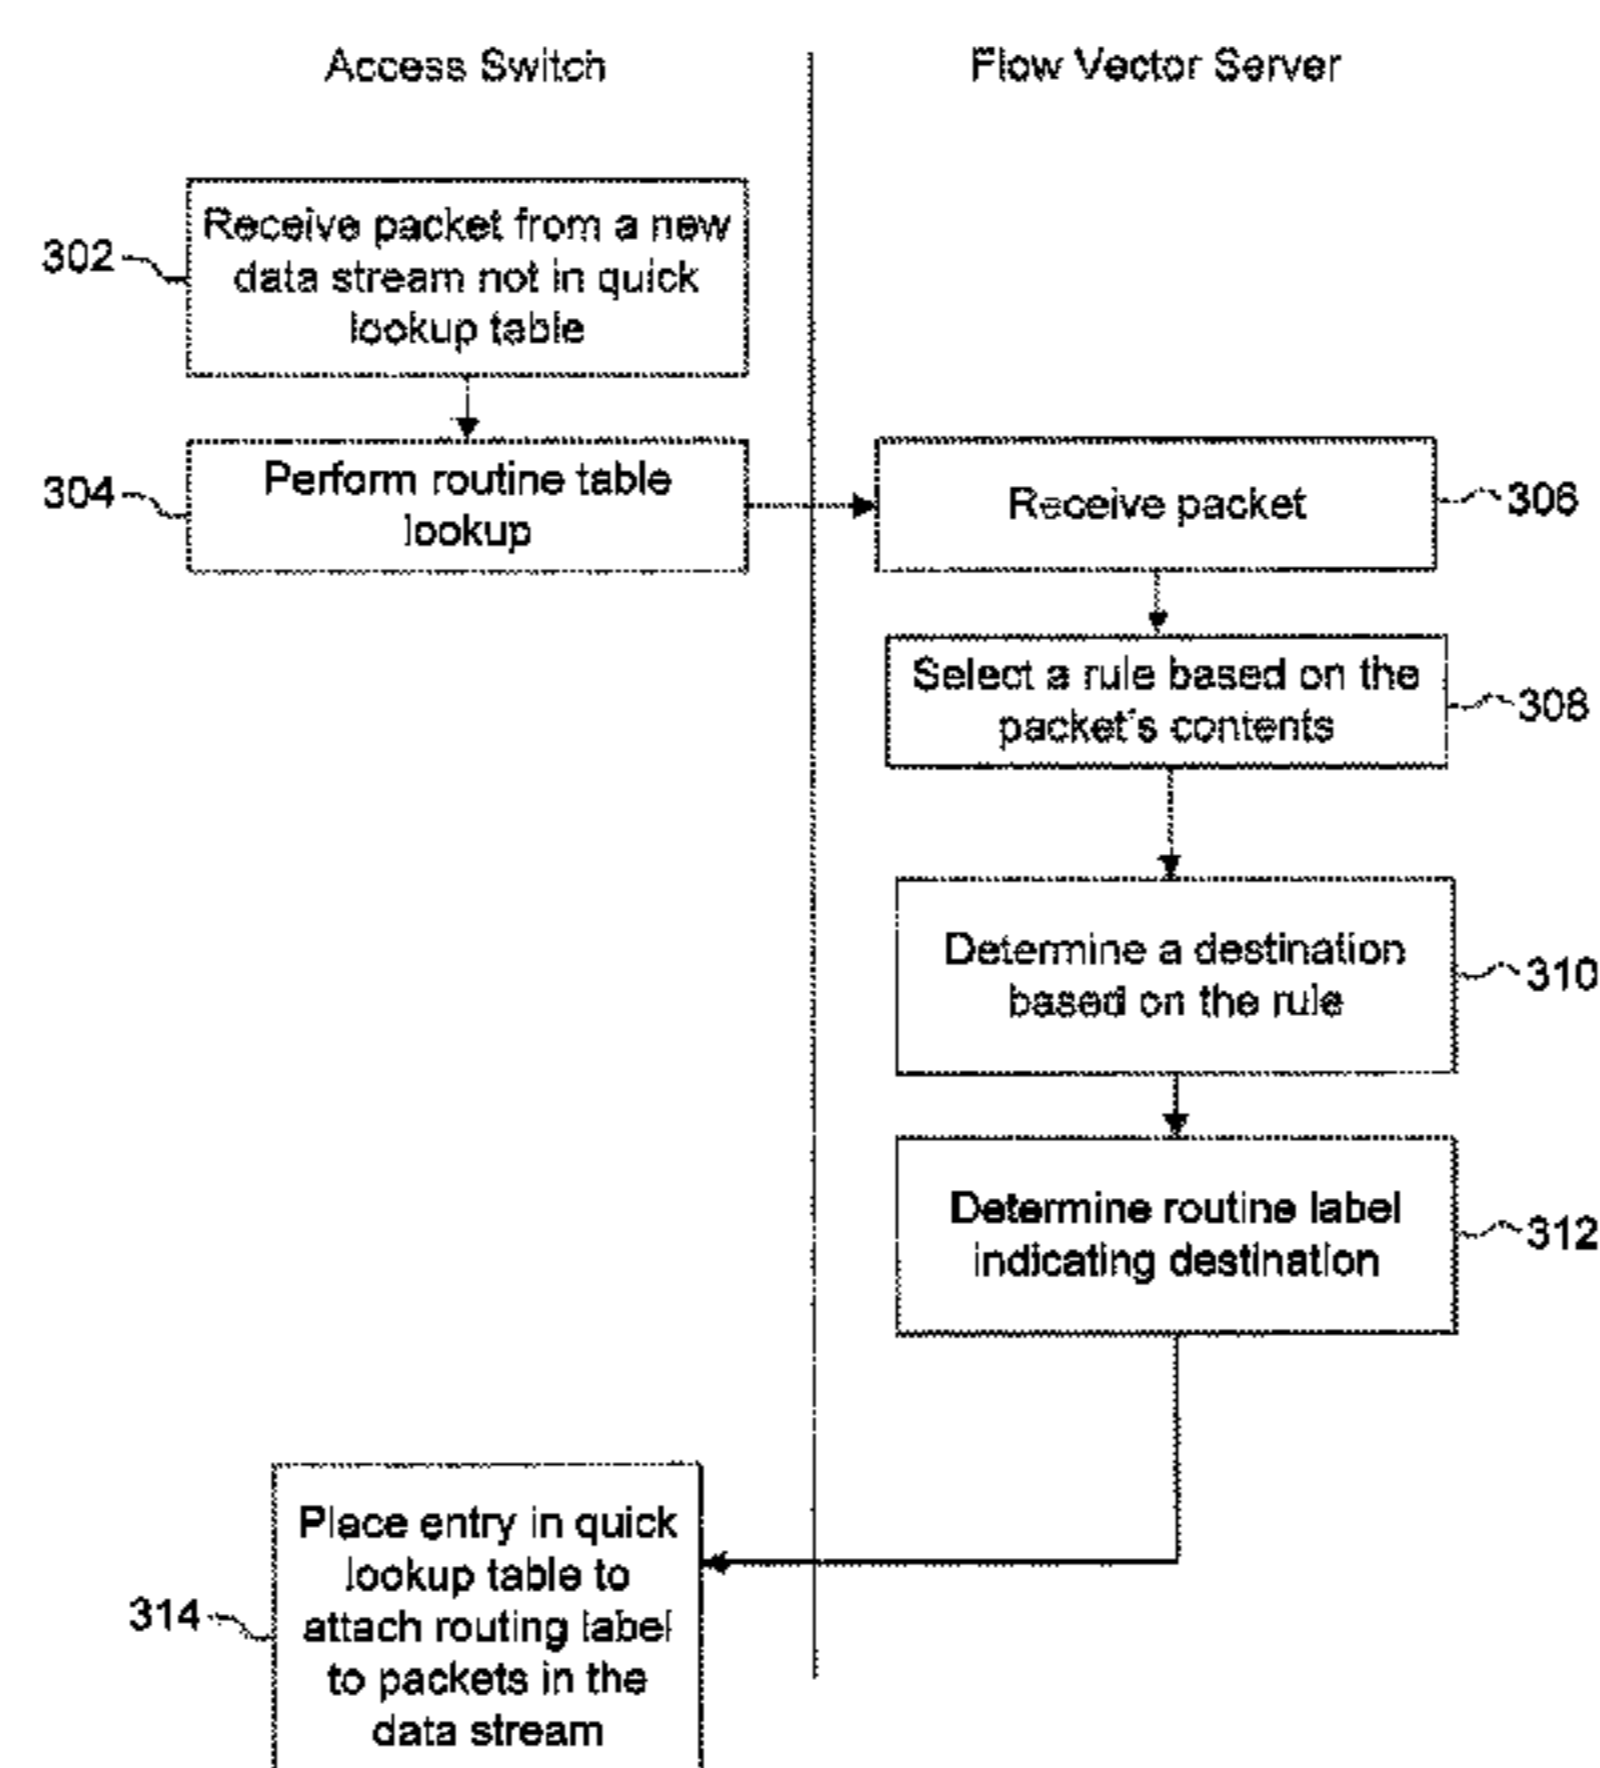 Access Switch
Flow Vector Server
302
Receive packet from a new
data stream not in quick
lookup table
304
Perform routine table
lookup
Receive packet
306
Select a rule based on the
packet's contents
308
Determine a destination
based on the rule
310
Determine routine label
indicating destination
312
314
Place entry in quick
lookup table to
attach routing label
to packets in the
data stream